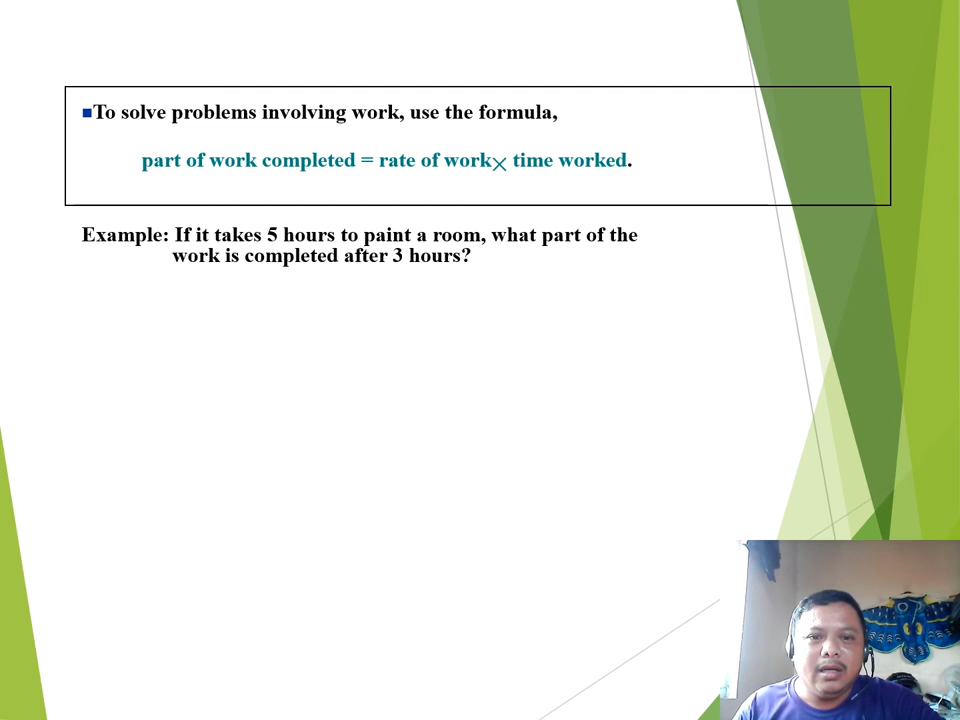 ■To solve problems involving work, use the formula,
part of work completed = rate of work× time worked.
Example: If it takes 5 hours to paint a room, what part of the
work is completed after 3 hours?